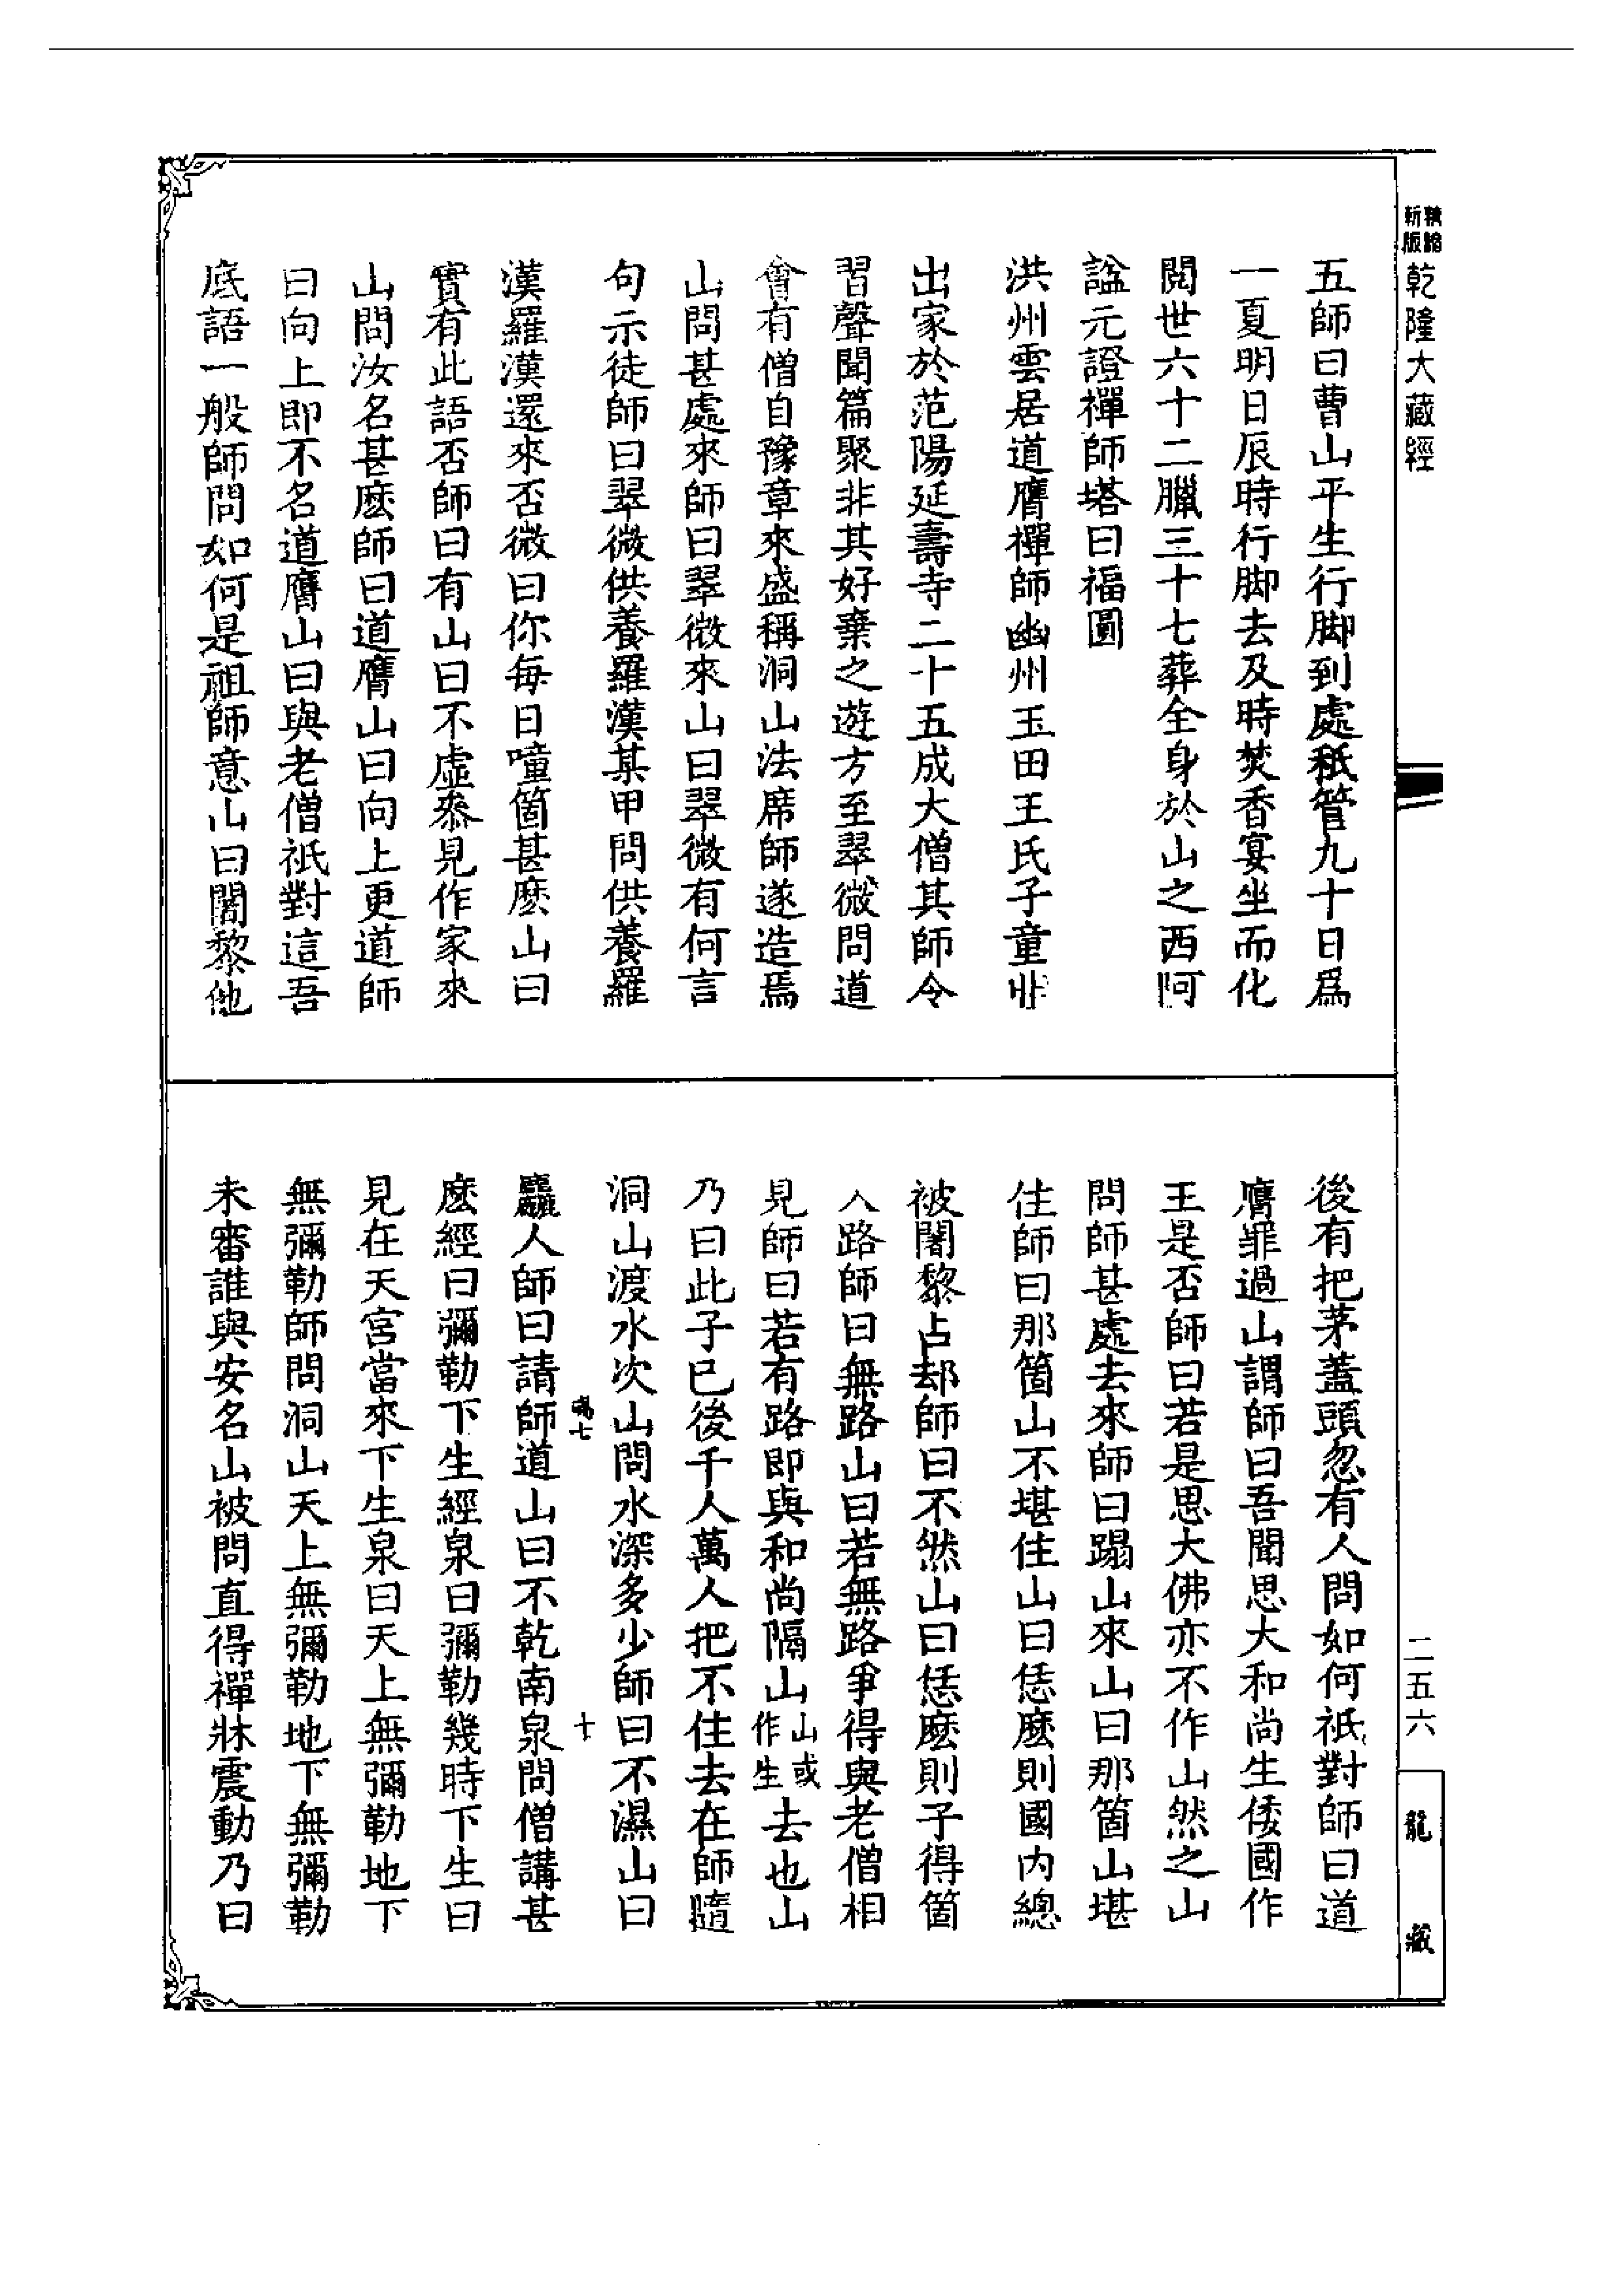 精縮
新版
乾隆大藏經
五師曰曹山平生行脚到處秖管九十日爲
一夏明日辰時行脚去及時焚香宴坐而化
閱世六十二臘三十七葬全身於山之西阿
諡元證禪師塔曰福圓
洪州雲居道膺禪師幽州玉田王氏子童丱
出家於范陽延壽寺二十五成大僧其師令
習聲聞篇聚非其好棄之遊方至翠微問道
會有僧自豫章來盛稱洞山法席師遂造焉
山問甚處來師曰翠微來山曰翠微有何言
句示徒師曰翠微供養羅漢某甲問供養羅
漢羅漢還來否微曰你每日噇箇甚麽山曰
實有此語否師曰有山曰不虛叅見作家來
山問汝名甚麽師曰道膺山曰向上更道師
曰向上即不名道膺山曰與老僧祇對這吾
底語一般師問如何是祖師意山曰闍黎他
後有把茅蓋頭忽有人問如何祇對師曰道
膺罪過山謂師曰吾聞思大和尚生倭國作
王是否師曰若是思大佛亦不作山然之山
問師甚處去來師曰蹋山來山曰那箇山堪
住師曰那箇山不堪住山曰恁麽則國內總
被闍黎占却師曰不然山曰恁麽則子得箇
入路師曰無路山曰若無路爭得與老僧相
見師曰若有路即與和尚隔山山或作生去也山
乃曰此子已後千人萬人把不住去在師隨
洞山渡水次山問水深多少師曰不濕山曰
麤人師曰請師道山曰不乾南泉問僧講甚
麽經曰彌勒下生經泉曰彌勒幾時下生曰
見在天宮當來下生泉曰天上無彌勒地下
無彌勒師問洞山天上無彌勒地下無彌勒
未審誰與安名山被問直得禪牀震動乃曰
七
十
二五六
龍藏